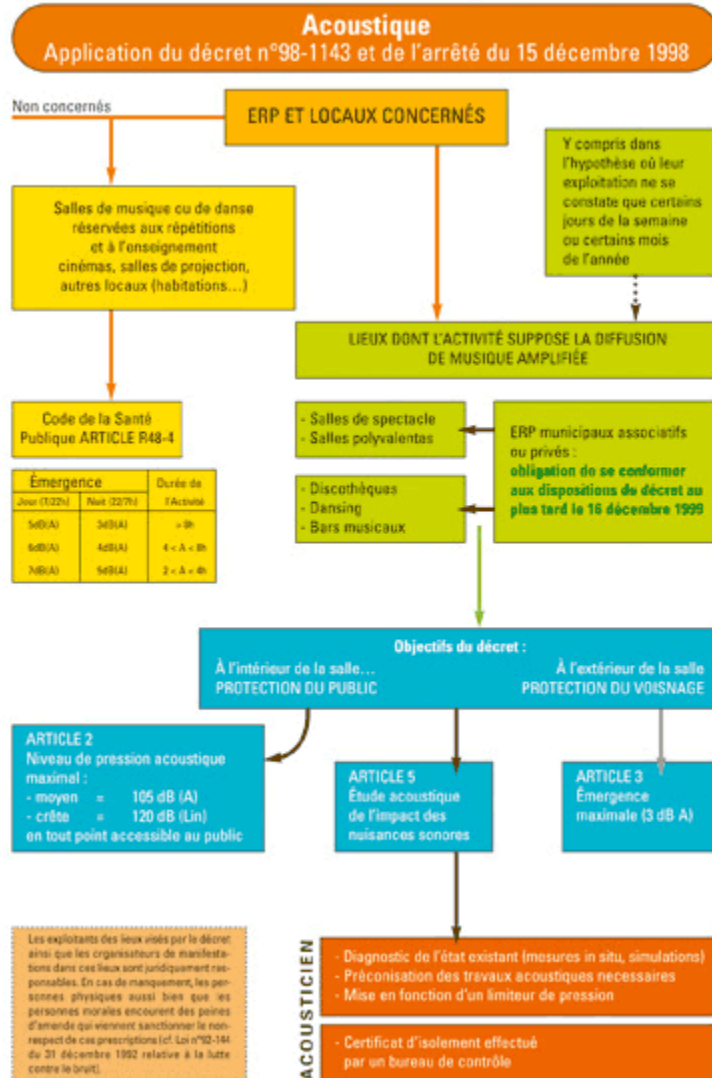 Acoustique
Application du décret n°98-1143 et de l'arrêté du 15 décembre 1998
Non concernés
ERP ET LOCAUX CONCERNÉS
Y compris dans
l'hypothèse où leur
exploitation ne se
constate que certains
jours de la semaine
ou certains mois
de l'année
Salles de musique ou de danse
réservées aux répétitions
et à l'enseignement
cinémas, salles de projection,
autres locaux (habitations...)
LIEUX DONT L'ACTIVITÉ SUPPOSE LA DIFFUSION
DE MUSIQUE AMPLIFIÉE
Code de la Santé
Publique ARTICLE R48-4
- Salles de spectacle
- Salles polyvalentes
ERP municipaux associatifs
ou privés :
obligation de se conformer
aux dispositions du décret au
plus tard le 16 décembre 1999
- Discothèques
- Dansing
- Bars musicaux
Émergence Durée de
Jour (7/22h) Nuit (22/7h) l'Activité
5dB(A) 3dB(A) > 8h
6dB(A) 4dB(A) 4 < A < 8h
7dB(A) 5dB(A) 2 < A < 4h
Objectifs du décret :
À l'intérieur de la salle...
PROTECTION DU PUBLIC
À l'extérieur de la salle
PROTECTION DU VOISNAGE
ARTICLE 2
Niveau de pression acoustique
maximal :
- moyen = 105 dB (A)
- crête = 120 dB (Lin)
en tout point accessible au public
ARTICLE 5
Étude acoustique
de l'impact des
nuisances sonores
ARTICLE 3
Émergence
maximale (3 dB A)
Les exploitants des lieux visés par le décret
ainsi que les organisateurs de manifesta-
tions dans ces lieux sont juridiquement res-
ponsables. En cas de manquement, les per-
sonnes physiques aussi bien que les
personnes morales encourent des peines
d'amende qui viennent sanctionner le non-
respect de ces prescriptions (cf. Loi n°92-144
du 31 décembre 1992 relative à la lutte
contre le bruit).
ACOUSTICIEN
- Diagnostic de l'état existant (mesures in situ, simulations)
- Préconisation des travaux acoustiques necessaires
- Mise en fonction d'un limiteur de pression
- Certificat d'isolement effectué
par un bureau de contrôle